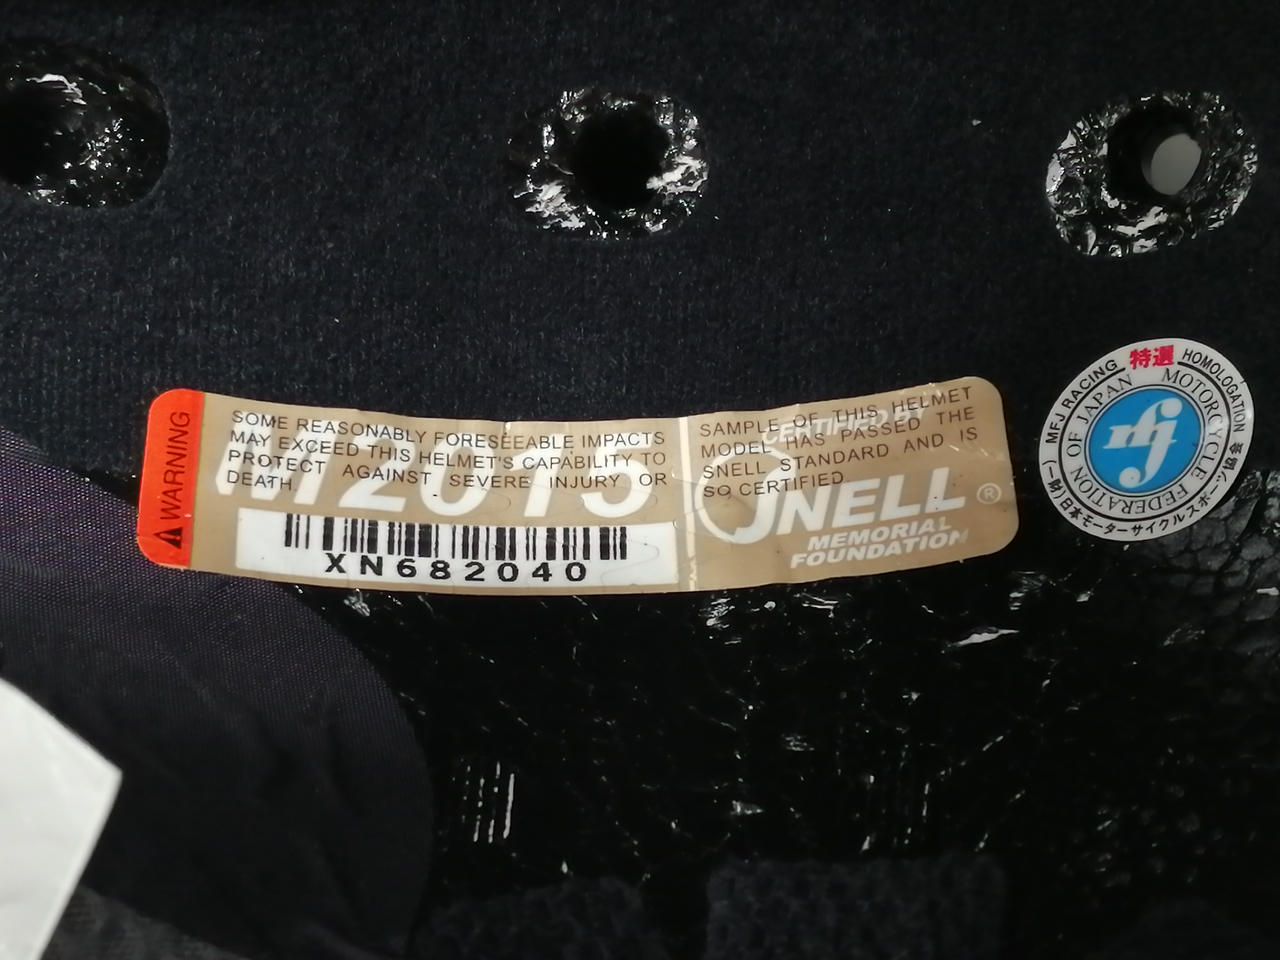 WARNING
SOME REASONABLY FORESEEABLE IMPACTS
MAY EXCEED THIS HELMET'S CAPABILITY TO
PROTECT AGAINST SEVERE INJURY OR
DEATH.
M2015
XN682040
SAMPLE OF THIS HELMET
MODEL HAS PASSED THE
SNELL STANDARD AND IS
SO CERTIFIED.
CERTIFIED BY
SNELL ®
MEMORIAL
FOUNDATION
MFJ RACING 特選 HOMOLOGATION
MOTORCYCLE FEDERATION OF JAPAN
mfj
(一財)日本モーターサイクルスポーツ協会